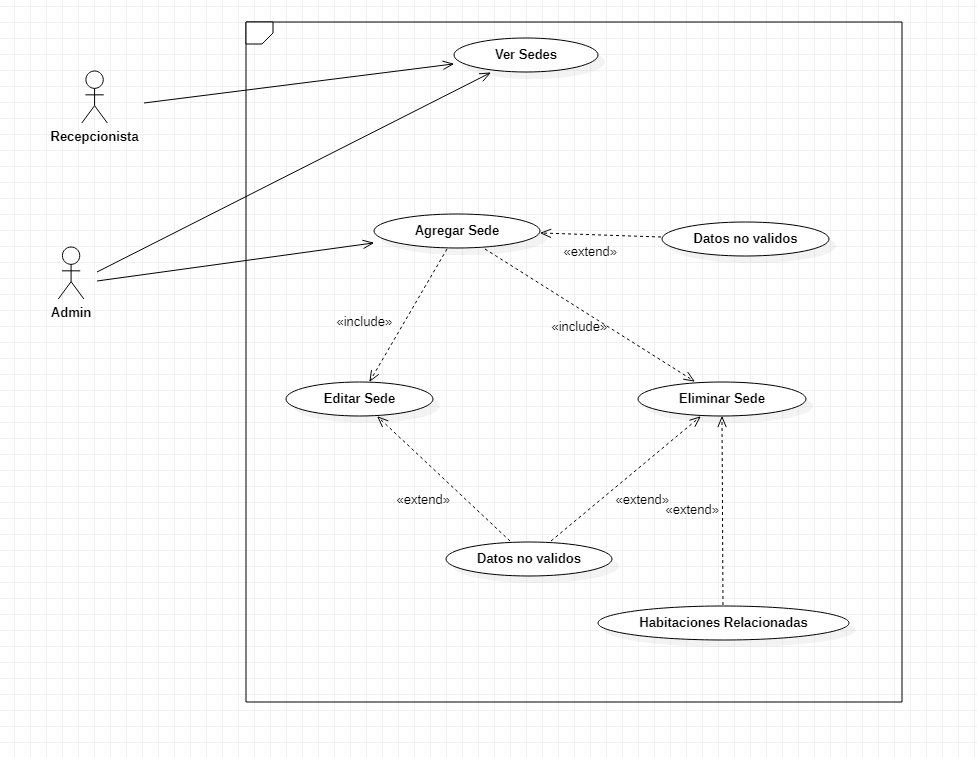 Ver Sedes
Recepcionista
Agregar Sede
Datos no validos
«extend»
Admin
«include»
«include»
Editar Sede
Eliminar Sede
«extend»
«extend»
«extend»
Datos no validos
Habitaciones Relacionadas